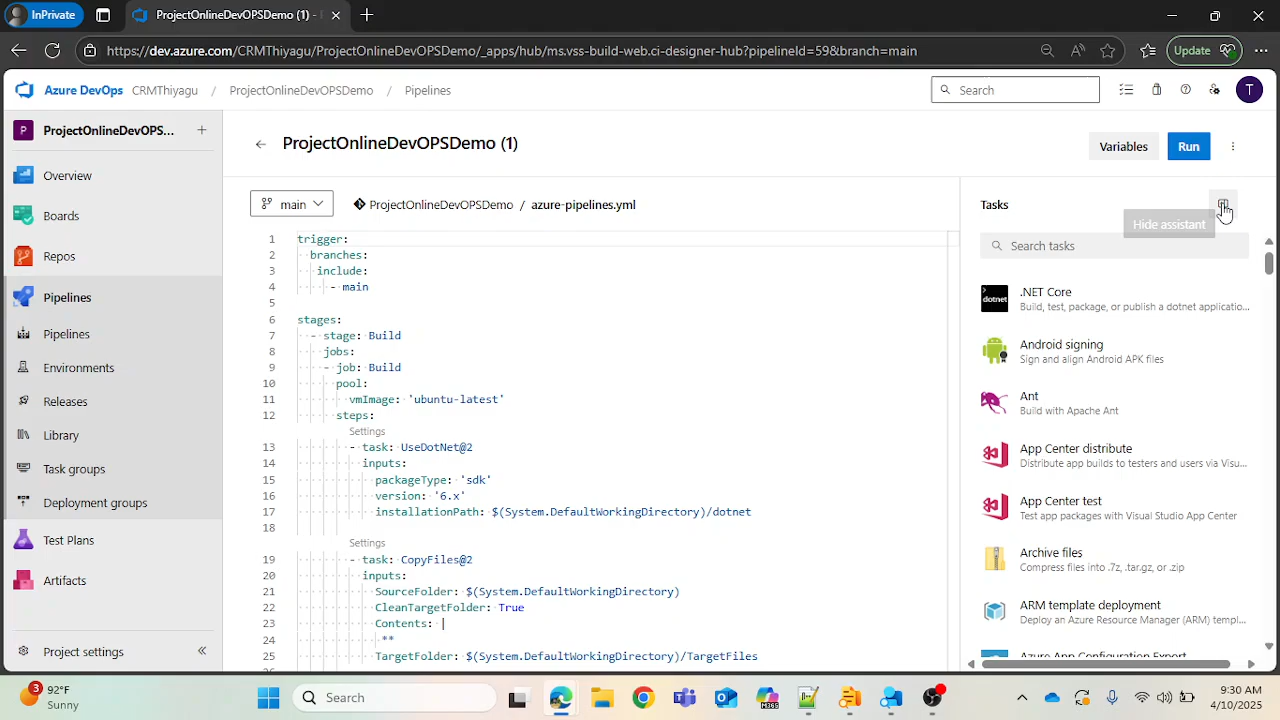 InPrivate
ProjectOnlineDevOPSDemo (1) -
https://dev.azure.com/CRMThiyagu/ProjectOnlineDevOPSDemo/_apps/hub/ms.vss-build-web.ci-designer-hub?pipelineId=59&branch=main
Update
Azure DevOps CRMThiyagu / ProjectOnlineDevOPSDemo / Pipelines
Search
T
P ProjectOnlineDevOPS...
Overview
Boards
Repos
Pipelines
Pipelines
Environments
Releases
Library
Task groups
Deployment groups
Test Plans
Artifacts
Project settings
ProjectOnlineDevOPSDemo (1)
Variables
Run
main
ProjectOnlineDevOPSDemo / azure-pipelines.yml
1 trigger:
2 branches:
3 include:
4 - main
5
6 stages:
7 - stage: Build
8 jobs:
9 - job: Build
10 pool:
11 vmImage: 'ubuntu-latest'
12 steps:
Settings
13 - task: UseDotNet@2
14 inputs:
15 packageType: 'sdk'
16 version: '6.x'
17 installationPath: $(System.DefaultWorkingDirectory)/dotnet
18
Settings
19 - task: CopyFiles@2
20 inputs:
21 SourceFolder: $(System.DefaultWorkingDirectory)
22 CleanTargetFolder: True
23 Contents: |
24 **
25 TargetFolder: $(System.DefaultWorkingDirectory)/TargetFiles
Tasks
Hide assistant
Search tasks
dotnet
.NET Core
Build, test, package, or publish a dotnet applicatio...
Android signing
Sign and align Android APK files
Ant
Build with Apache Ant
App Center distribute
Distribute app builds to testers and users via Visu...
App Center test
Test app packages with Visual Studio App Center
Archive files
Compress files into .7z, .tar.gz, or .zip
ARM template deployment
Deploy an Azure Resource Manager (ARM) templ...
Azure App Configuration Export
3
92°F
Sunny
Search
M365
9:30 AM
4/10/2025